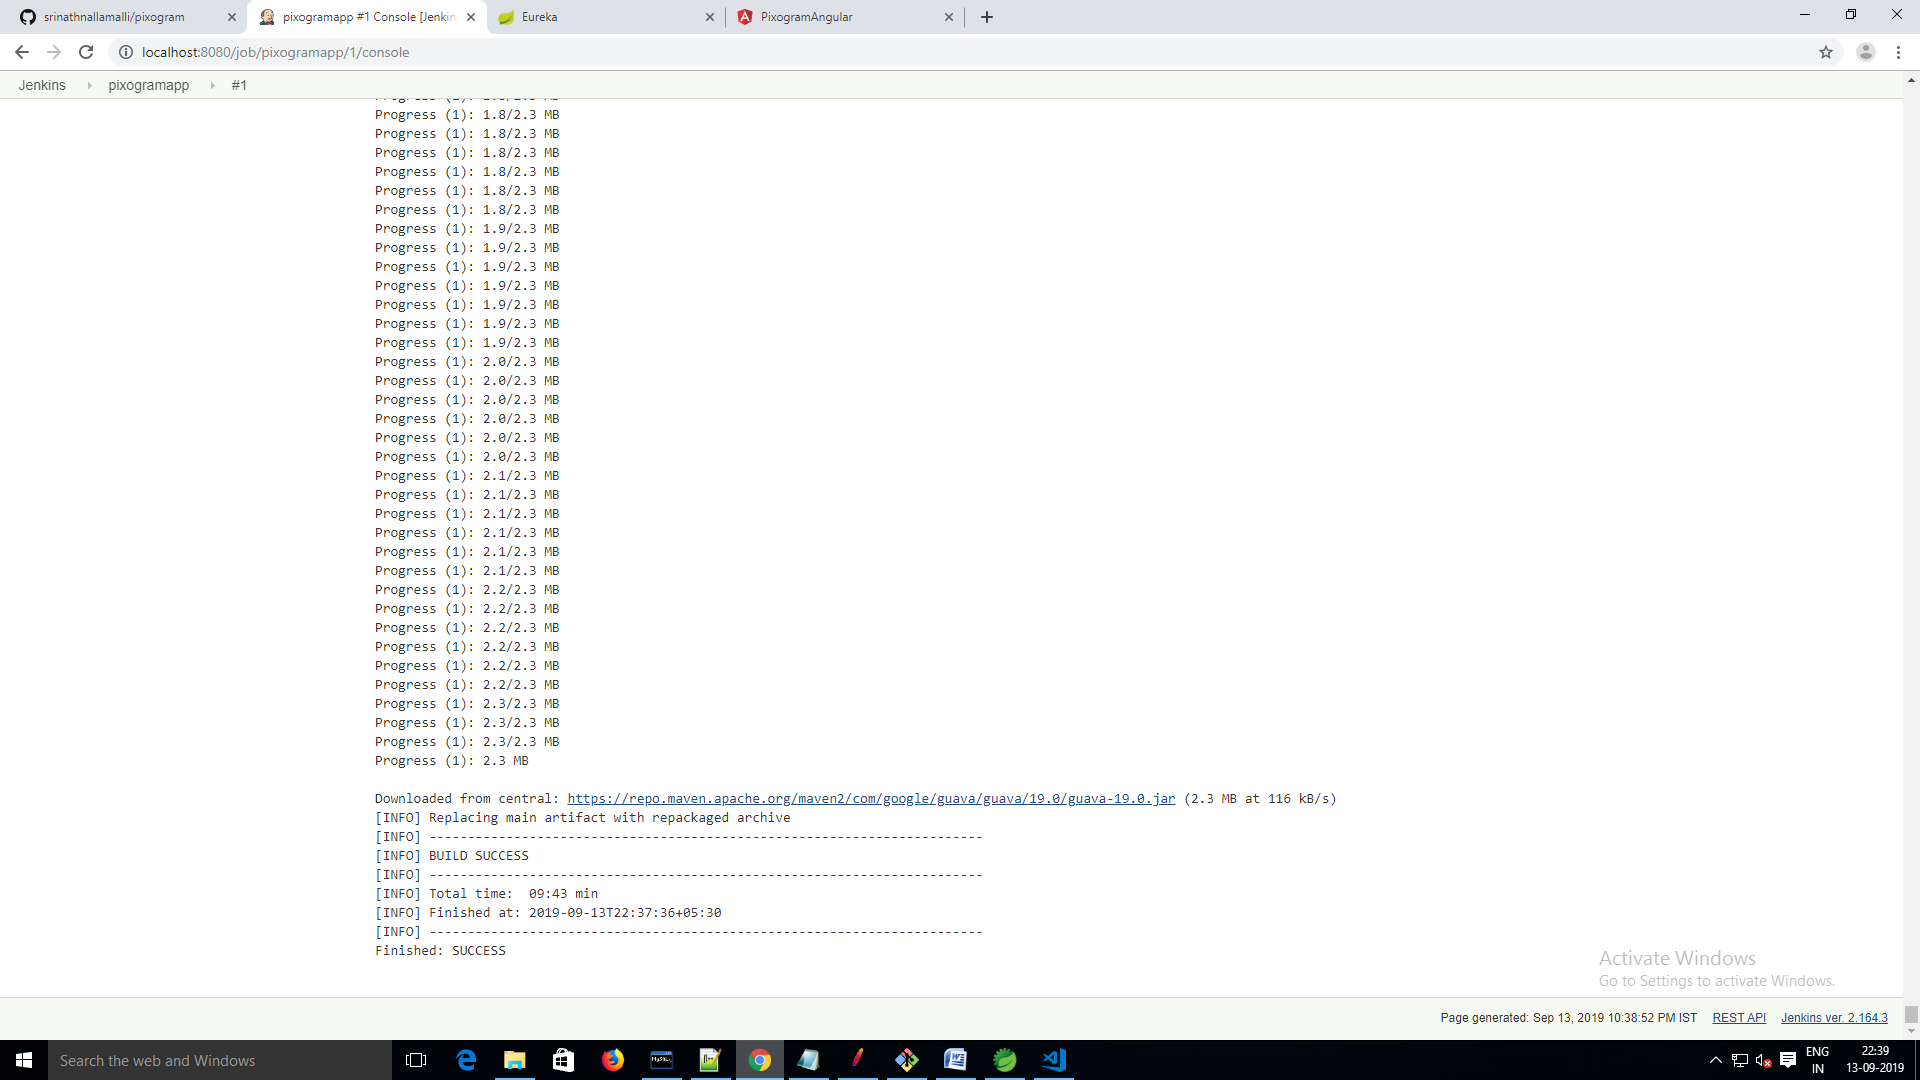 srinathnallamalli/pixogram
pixogramapp #1 Console [Jenkin
Eureka
PixogramAngular
localhost:8080/job/pixogramapp/1/console
Jenkins
pixogramapp
#1
Progress (1): 1.8/2.3 MB
Progress (1): 1.8/2.3 MB
Progress (1): 1.8/2.3 MB
Progress (1): 1.8/2.3 MB
Progress (1): 1.8/2.3 MB
Progress (1): 1.8/2.3 MB
Progress (1): 1.9/2.3 MB
Progress (1): 1.9/2.3 MB
Progress (1): 1.9/2.3 MB
Progress (1): 1.9/2.3 MB
Progress (1): 1.9/2.3 MB
Progress (1): 1.9/2.3 MB
Progress (1): 1.9/2.3 MB
Progress (1): 2.0/2.3 MB
Progress (1): 2.0/2.3 MB
Progress (1): 2.0/2.3 MB
Progress (1): 2.0/2.3 MB
Progress (1): 2.0/2.3 MB
Progress (1): 2.0/2.3 MB
Progress (1): 2.1/2.3 MB
Progress (1): 2.1/2.3 MB
Progress (1): 2.1/2.3 MB
Progress (1): 2.1/2.3 MB
Progress (1): 2.1/2.3 MB
Progress (1): 2.1/2.3 MB
Progress (1): 2.2/2.3 MB
Progress (1): 2.2/2.3 MB
Progress (1): 2.2/2.3 MB
Progress (1): 2.2/2.3 MB
Progress (1): 2.2/2.3 MB
Progress (1): 2.2/2.3 MB
Progress (1): 2.3/2.3 MB
Progress (1): 2.3/2.3 MB
Progress (1): 2.3/2.3 MB
Progress (1): 2.3 MB
Downloaded from central: https://repo.maven.apache.org/maven2/com/google/guava/guava/19.0/guava-19.0.jar (2.3 MB at 116 kB/s)
[INFO] Replacing main artifact with repackaged archive
[INFO] ------------------------------------------------------------------------
[INFO] BUILD SUCCESS
[INFO] ------------------------------------------------------------------------
[INFO] Total time:  09:43 min
[INFO] Finished at: 2019-09-13T22:37:36+05:30
[INFO] ------------------------------------------------------------------------
Finished: SUCCESS
Activate Windows
Go to Settings to activate Windows.
Page generated: Sep 13, 2019 10:38:52 PM IST REST API Jenkins ver. 2.164.3
Search the web and Windows
MySQL
ENG
IN
22:39
13-09-2019